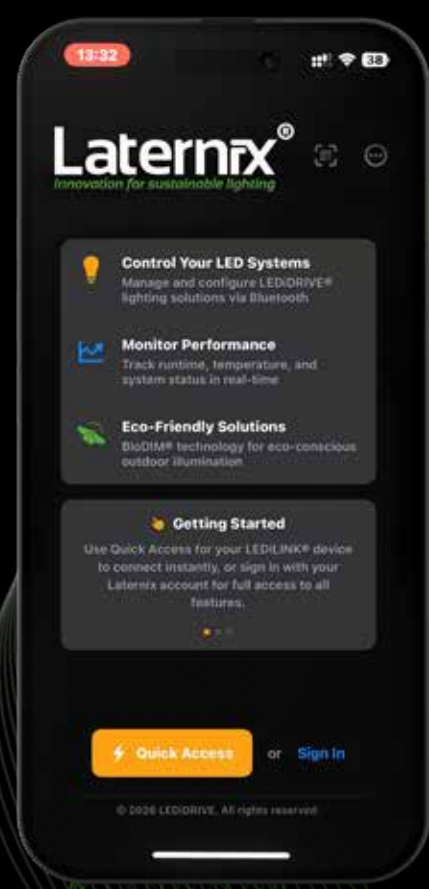 13:32
38
Laternix®
Innovation for sustainable lighting
Control Your LED Systems
Manage and configure LEDiDRIVE®
lighting solutions via Bluetooth
Monitor Performance
Track runtime, temperature, and
system status in real-time
Eco-Friendly Solutions
BioDIM® technology for eco-conscious
outdoor illumination
Getting Started
Use Quick Access for your LEDiLINK® device
to connect instantly, or sign in with your
Laternix account for full access to all
features.
Quick Access
or
Sign In
© 2026 LEDiDRIVE. All rights reserved